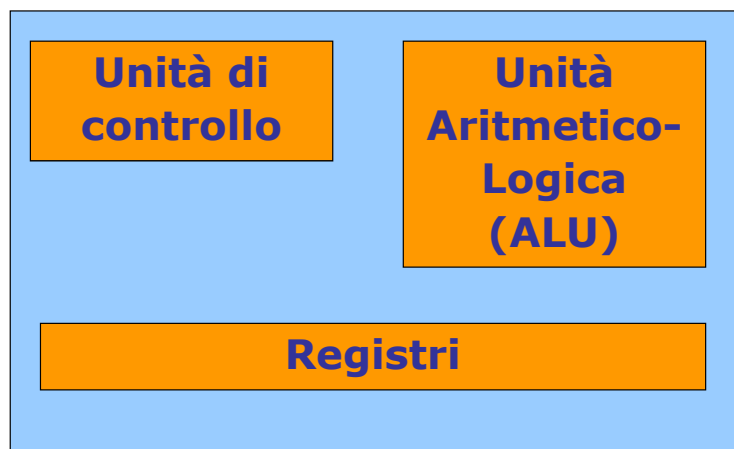 Unità di
controllo
Unità
Aritmetico-
Logica
(ALU)
Registri